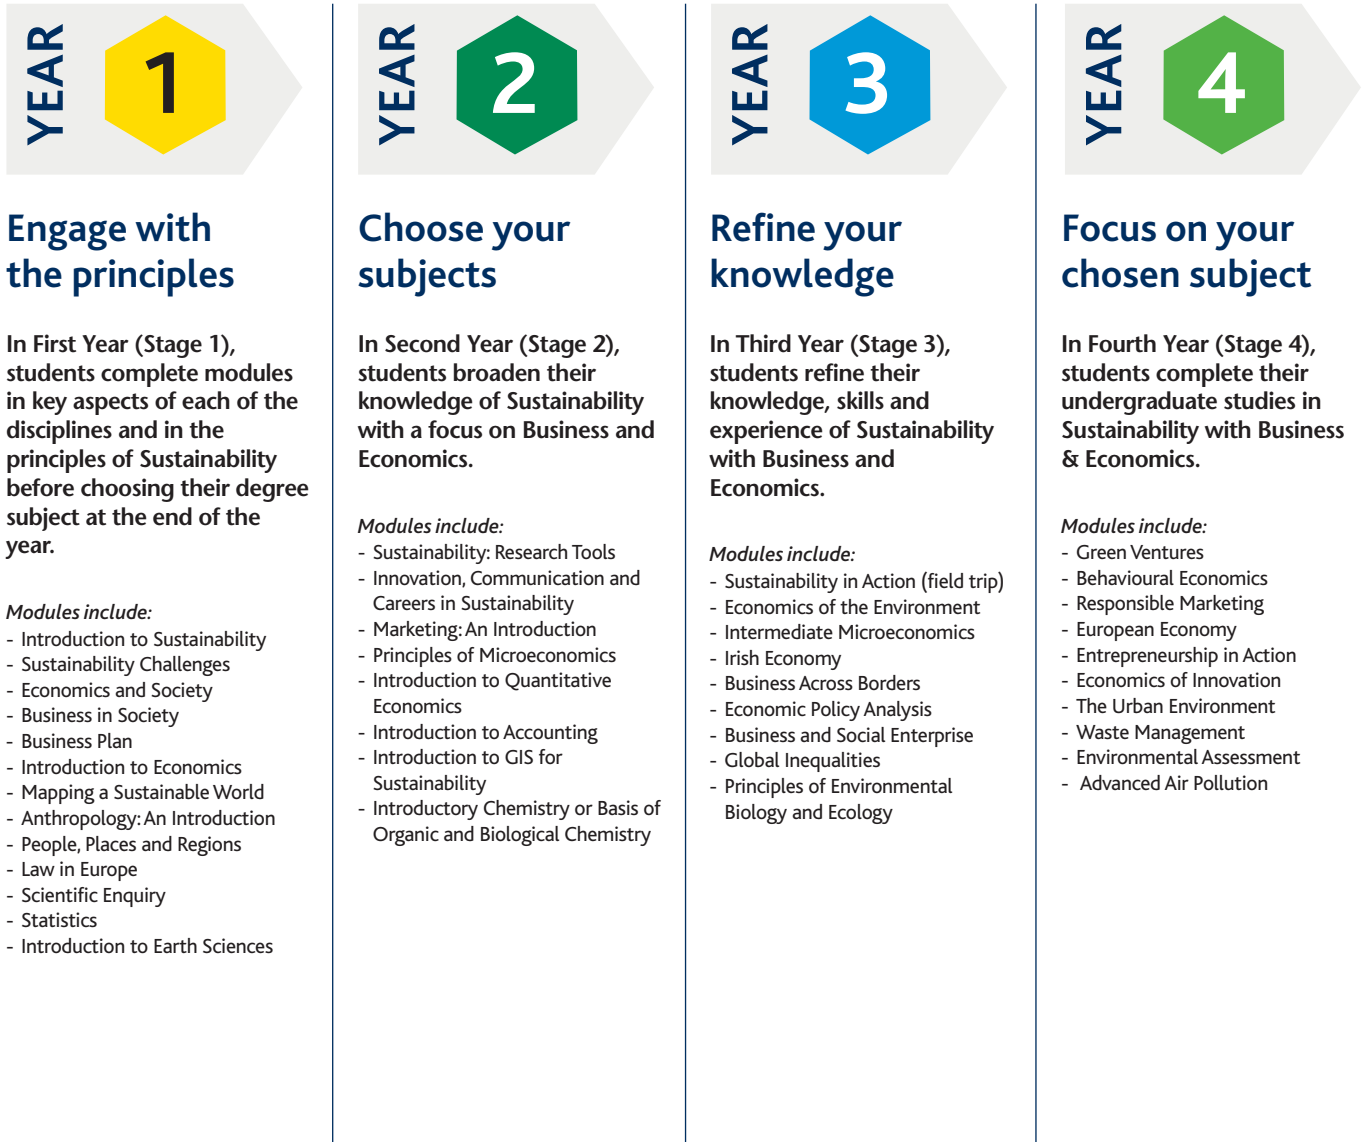 YEAR
1
Engage with
the principles
In First Year (Stage 1),
students complete modules
in key aspects of each of the
disciplines and in the
principles of Sustainability
before choosing their degree
subject at the end of the
year.
Modules include:
- Introduction to Sustainability
- Sustainability Challenges
- Economics and Society
- Business in Society
- Business Plan
- Introduction to Economics
- Mapping a Sustainable World
- Anthropology: An Introduction
- People, Places and Regions
- Law in Europe
- Scientific Enquiry
- Statistics
- Introduction to Earth Sciences
YEAR
2
Choose your
subjects
In Second Year (Stage 2),
students broaden their
knowledge of Sustainability
with a focus on Business and
Economics.
Modules include:
- Sustainability: Research Tools
- Innovation, Communication and
Careers in Sustainability
- Marketing: An Introduction
- Principles of Microeconomics
- Introduction to Quantitative
Economics
- Introduction to Accounting
- Introduction to GIS for
Sustainability
- Introductory Chemistry or Basis of
Organic and Biological Chemistry
YEAR
3
Refine your
knowledge
In Third Year (Stage 3),
students refine their
knowledge, skills and
experience of Sustainability
with Business and
Economics.
Modules include:
- Sustainability in Action (field trip)
- Economics of the Environment
- Intermediate Microeconomics
- Irish Economy
- Business Across Borders
- Economic Policy Analysis
- Business and Social Enterprise
- Global Inequalities
- Principles of Environmental
Biology and Ecology
YEAR
4
Focus on your
chosen subject
In Fourth Year (Stage 4),
students complete their
undergraduate studies in
Sustainability with Business
& Economics.
Modules include:
- Green Ventures
- Behavioural Economics
- Responsible Marketing
- European Economy
- Entrepreneurship in Action
- Economics of Innovation
- The Urban Environment
- Waste Management
- Environmental Assessment
- Advanced Air Pollution